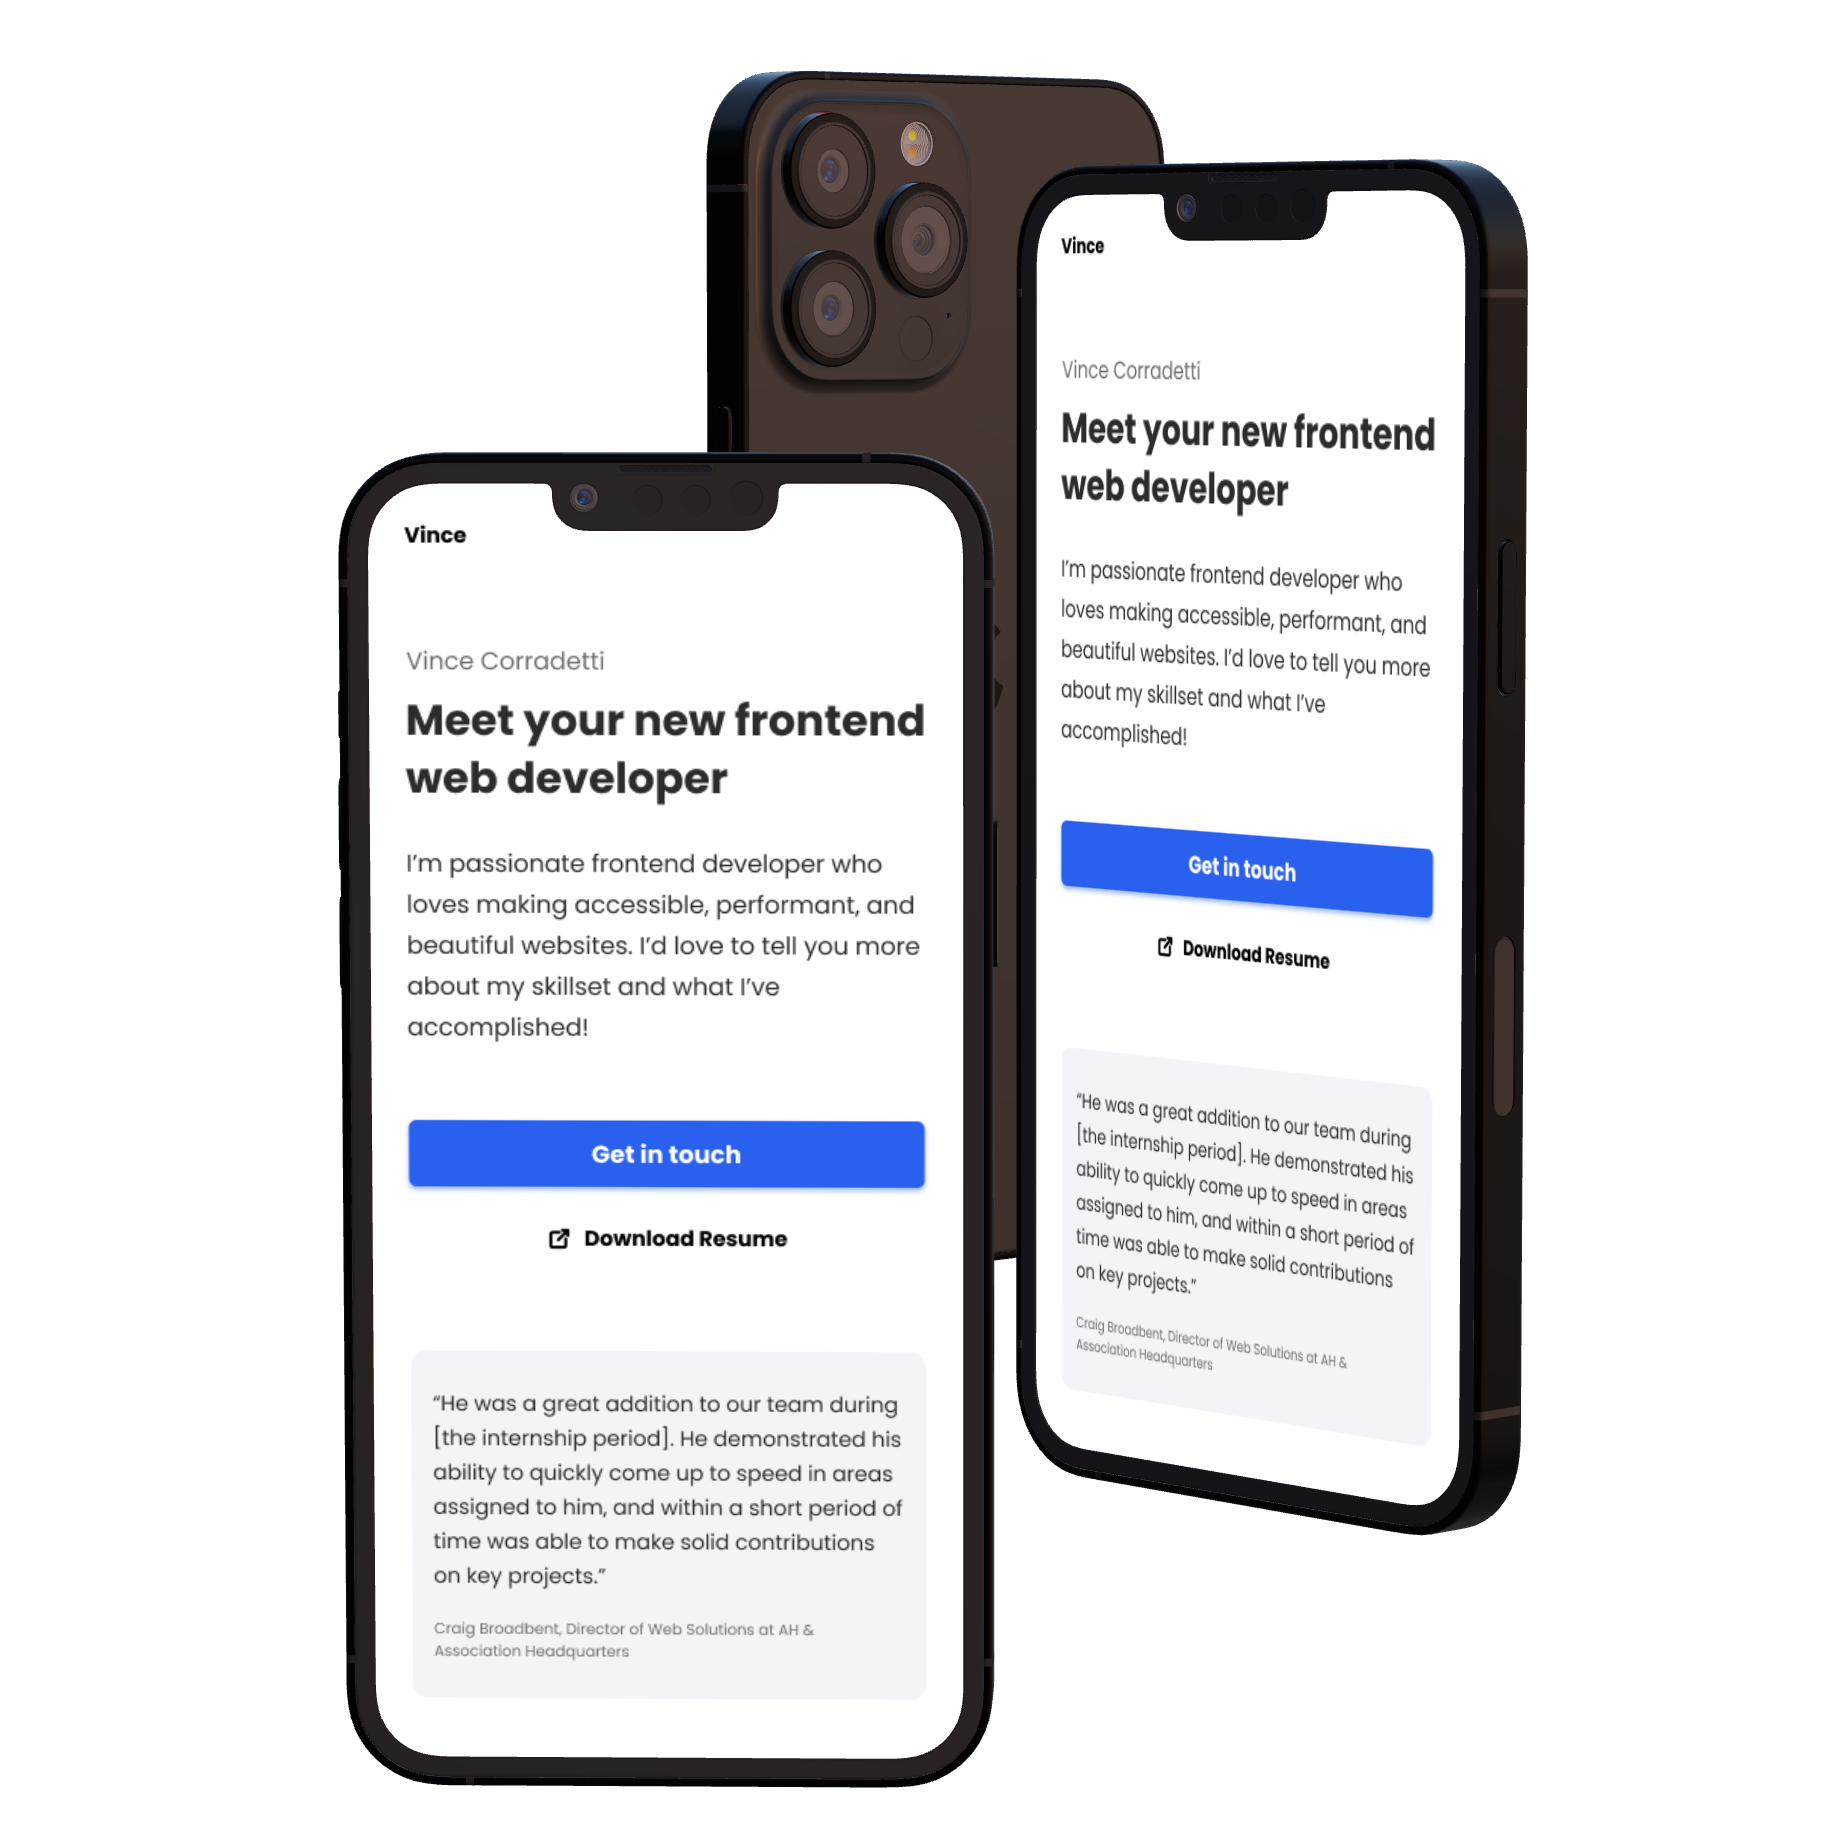 Vince
Vince Corradetti
Meet your new frontend
web developer
I'm passionate frontend developer who
loves making accessible, performant, and
beautiful websites. I'd love to tell you more
about my skillset and what I've
accomplished!
Get in touch
Download Resume
“He was a great addition to our team during
[the internship period]. He demonstrated his
ability to quickly come up to speed in areas
assigned to him, and within a short period of
time was able to make solid contributions
on key projects.”
Craig Broadbent, Director of Web Solutions at AH &
Association Headquarters
Vince
Vince Corradetti
Meet your new frontend
web developer
I'm passionate frontend developer who
loves making accessible, performant, and
beautiful websites. I'd love to tell you more
about my skillset and what I've
accomplished!
Get in touch
Download Resume
“He was a great addition to our team during
[the internship period]. He demonstrated his
ability to quickly come up to speed in areas
assigned to him, and within a short period of
time was able to make solid contributions
on key projects.”
Craig Broadbent, Director of Web Solutions at AH &
Association Headquarters